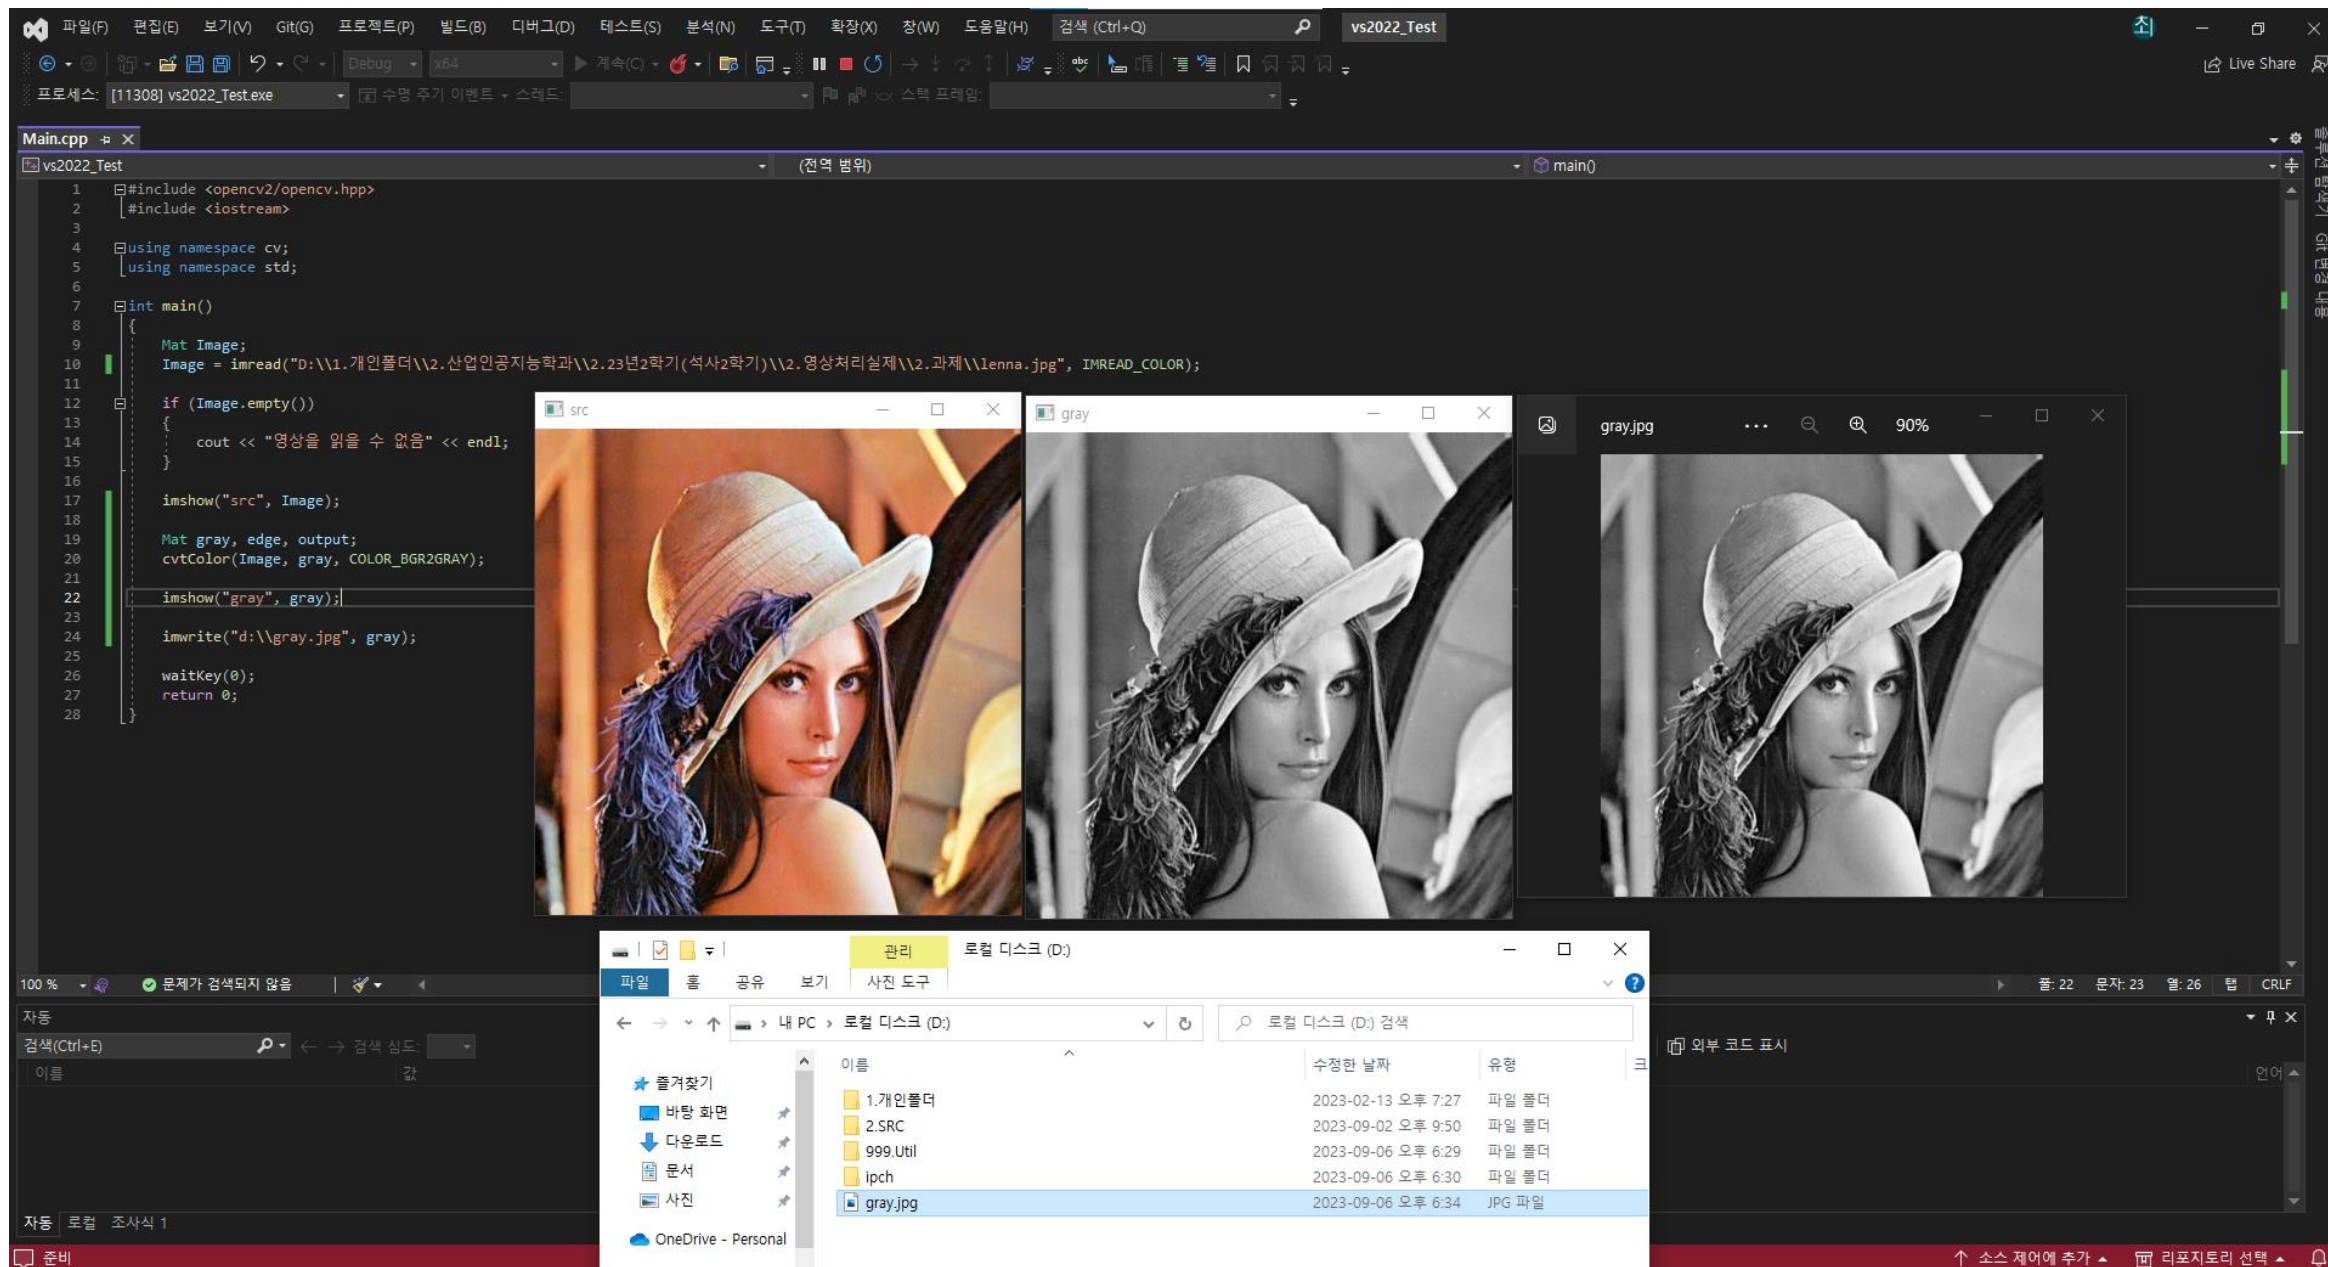 파일(F) 편집(E) 보기(V) Git(G) 프로젝트(P) 빌드(B) 디버그(D) 테스트(S) 분석(N) 도구(T) 확장(X) 창(W) 도움말(H) 검색 (Ctrl+Q) vs2022_Test 최
Debug x64 계속(C) Live Share
프로세스: [11308] vs2022_Test.exe 수명 주기 이벤트 스레드: 스택 프레임:
Main.cpp
vs2022_Test (전역 범위) main()
1 #include <opencv2/opencv.hpp>
2 #include <iostream>
3
4 using namespace cv;
5 using namespace std;
6
7 int main()
8 {
9 Mat Image;
10 Image = imread("D:\\1.개인폴더\\2.산업인공지능학과\\2.23년2학기(석사2학기)\\2.영상처리실제\\2.과제\\lenna.jpg", IMREAD_COLOR);
11
12 if (Image.empty())
13 {
14 cout << "영상을 읽을 수 없음" << endl;
15 }
16
17 imshow("src", Image);
18
19 Mat gray, edge, output;
20 cvtColor(Image, gray, COLOR_BGR2GRAY);
21
22 imshow("gray", gray);
23
24 imwrite("d:\\gray.jpg", gray);
25
26 waitKey(0);
27 return 0;
28 }
솔루션 탐색기
Git 변경 내용
src
gray
gray.jpg ... 90%
100 % 문제가 검색되지 않음 줄: 22 문자: 23 열: 26 탭 CRLF
자동
검색(Ctrl+E) 검색 심도:
이름 값
외부 코드 표시
언어
자동 로컬 조사식 1
관리 로컬 디스크 (D:)
파일 홈 공유 보기 사진 도구
내 PC 로컬 디스크 (D:) 로컬 디스크 (D:) 검색
이름 수정한 날짜 유형 크
즐겨찾기
바탕 화면
다운로드
문서
사진
OneDrive - Personal
1.개인폴더 2023-02-13 오후 7:27 파일 폴더
2.SRC 2023-09-02 오후 9:50 파일 폴더
999.Util 2023-09-06 오후 6:29 파일 폴더
ipch 2023-09-06 오후 6:30 파일 폴더
gray.jpg 2023-09-06 오후 6:34 JPG 파일
준비 소스 제어에 추가 리포지토리 선택